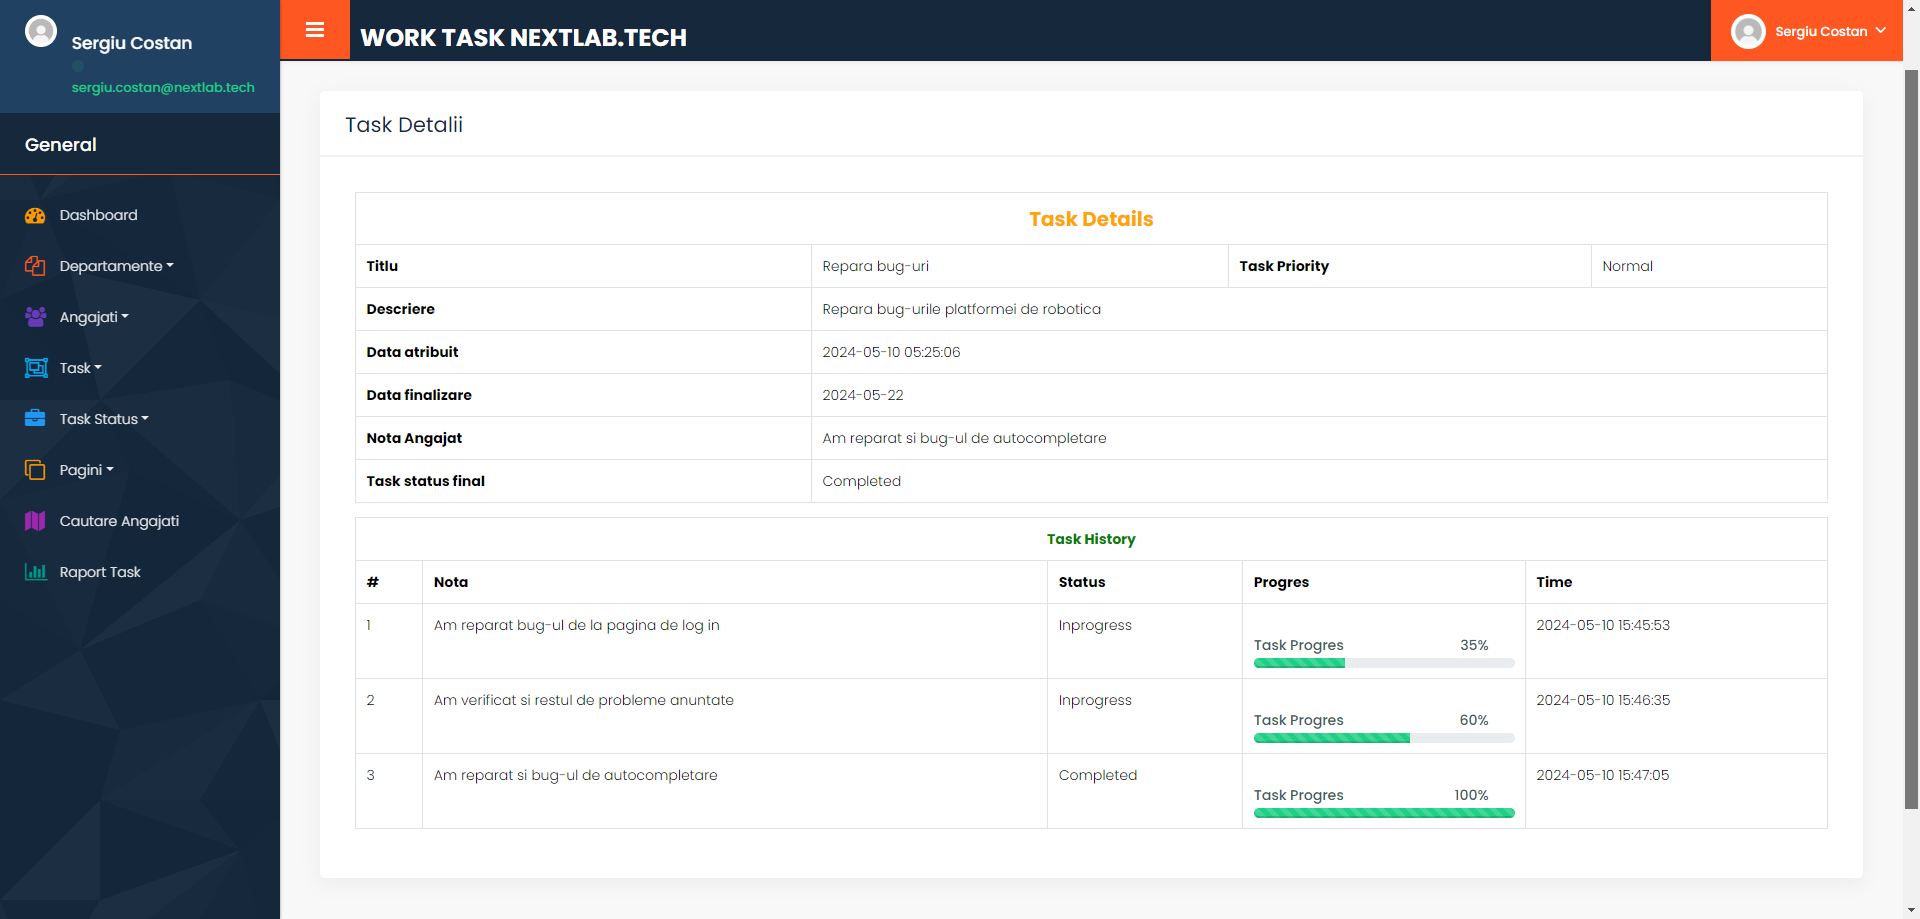 Sergiu Costan
sergiu.costan@nextlab.tech
General
Dashboard
Departamente
Angajati
Task
Task Status
Pagini
Cautare Angajati
Raport Task
WORK TASK NEXTLAB.TECH
Sergiu Costan
Task Detalii
Task Details
Titlu Repara bug-uri Task Priority Normal
Descriere Repara bug-urile platformei de robotica
Data atribuit 2024-05-10 05:25:06
Data finalizare 2024-05-22
Nota Angajat Am reparat si bug-ul de autocompletare
Task status final Completed
Task History
# Nota Status Progres Time
1 Am reparat bug-ul de la pagina de log in Inprogress 2024-05-10 15:45:53
Task Progres 35%
2 Am verificat si restul de probleme anuntate Inprogress 2024-05-10 15:46:35
Task Progres 60%
3 Am reparat si bug-ul de autocompletare Completed 2024-05-10 15:47:05
Task Progres 100%